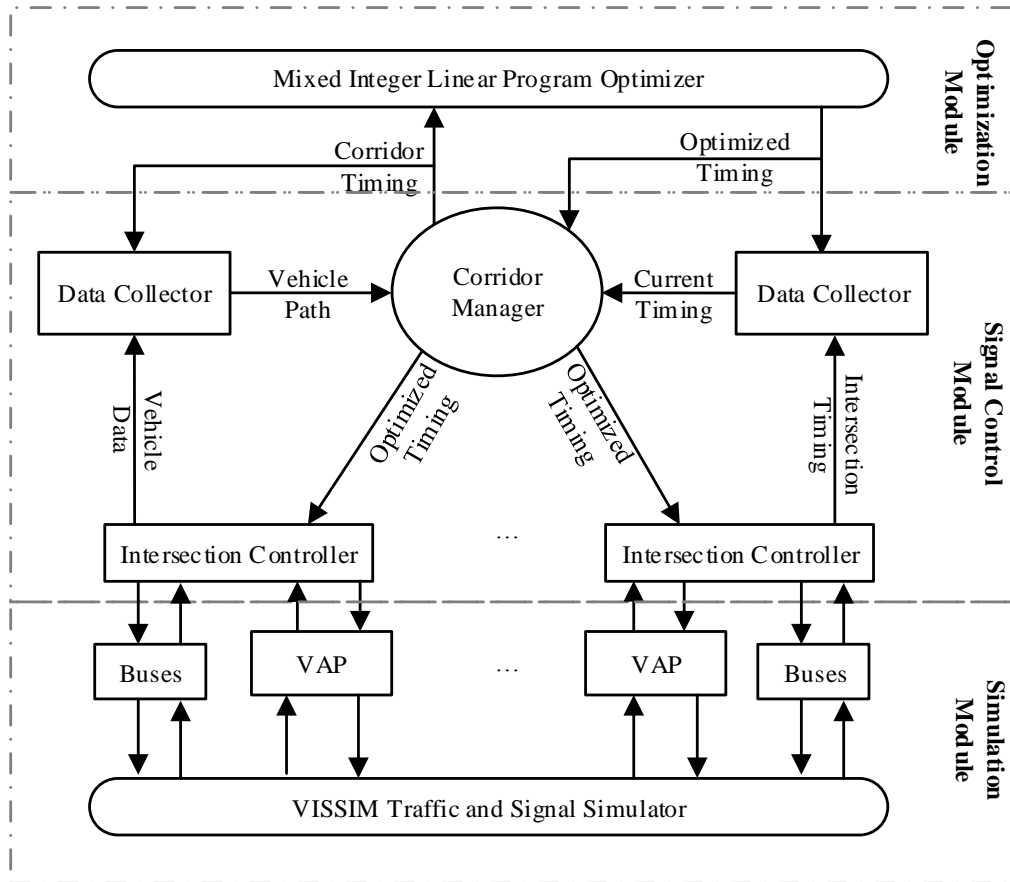 Mixed Integer Linear Program Optimizer
Optimization
Module
Corridor
Timing
Optimized
Timing
Data Collector
Vehicle
Path
Corridor
Manager
Current
Timing
Data Collector
Signal Control
Module
Vehicle
Data
Optimized
Timing
Optimized
Timing
Intersection
Timing
Intersection Controller
...
Intersection Controller
Buses
VAP
...
VAP
Buses
Simulation
Module
VISSIM Traffic and Signal Simulator